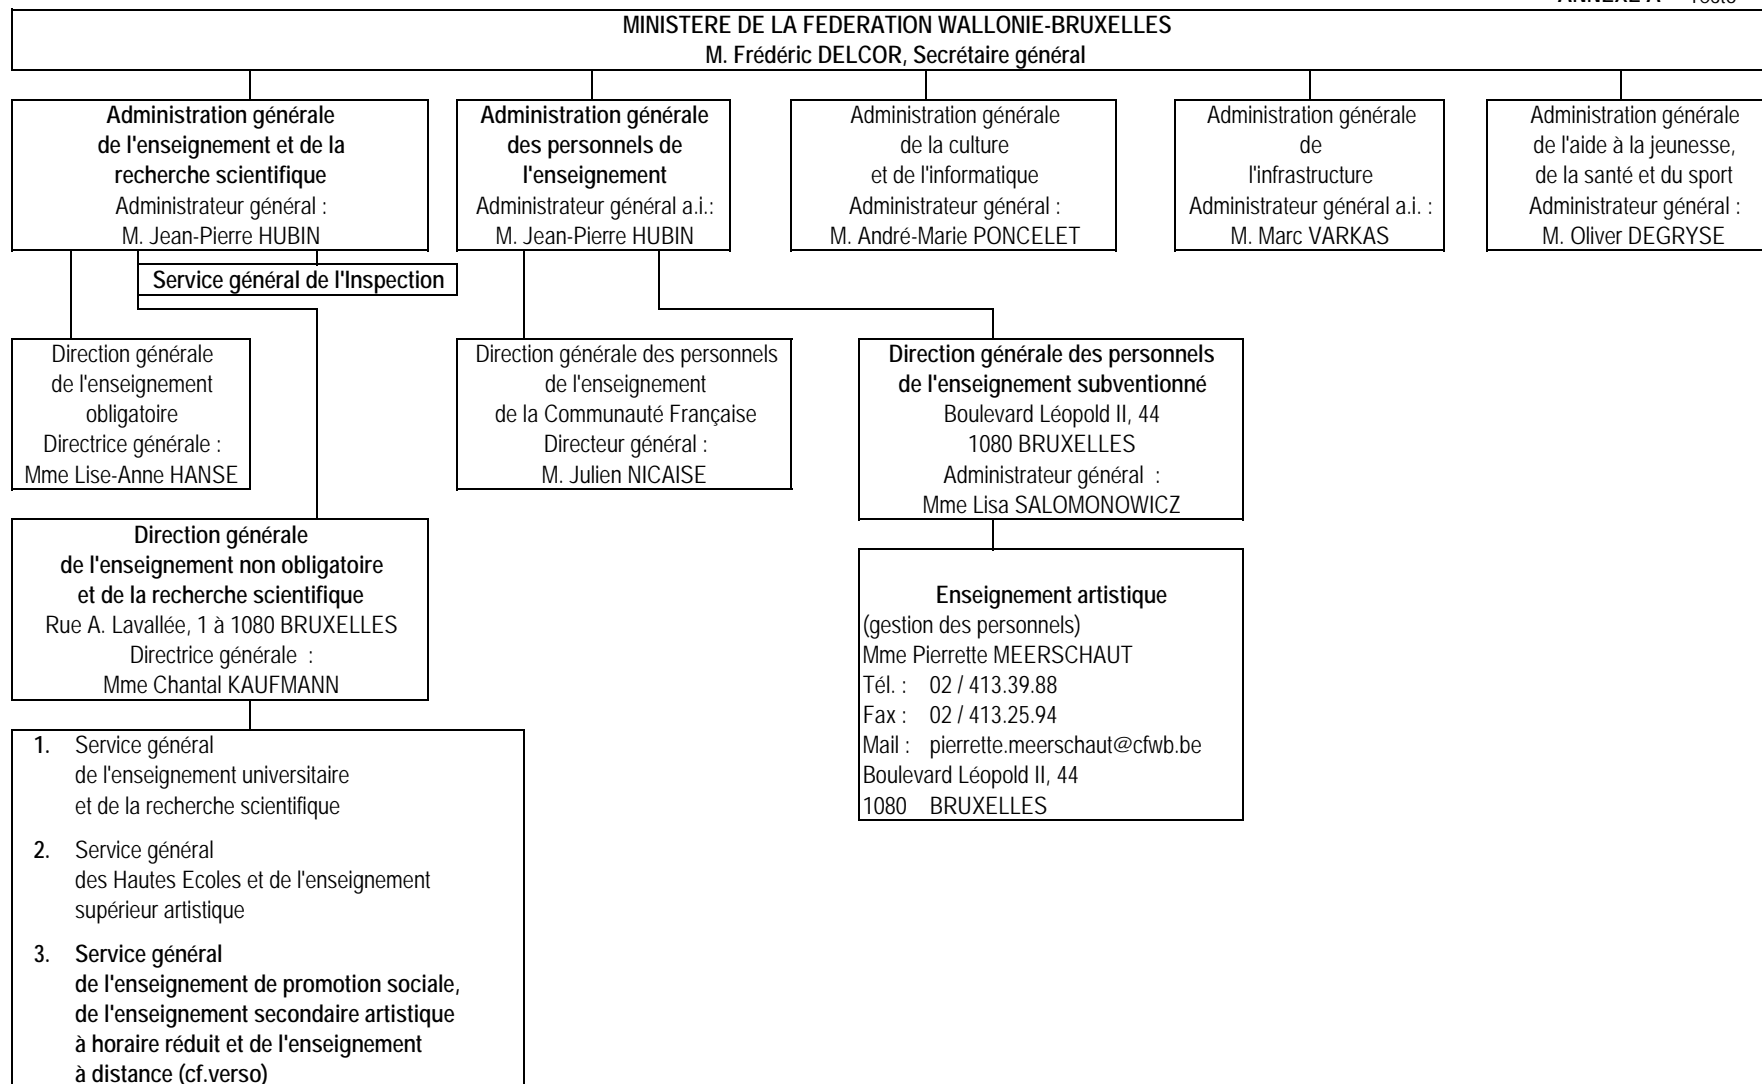 ANNEXE A
MINISTERE DE LA FEDERATION WALLONIE-BRUXELLES
M. Frédéric DELCOR, Secrétaire général
Administration générale
de l'enseignement et de la
recherche scientifique
Administrateur général :
M. Jean-Pierre HUBIN
Administration générale
des personnels de
l'enseignement
Administrateur général a.i.:
M. Jean-Pierre HUBIN
Administration générale
de la culture
et de l'informatique
Administrateur général :
M. André-Marie PONCELET
Administration générale
de
l'infrastructure
Administrateur général a.i. :
M. Marc VARKAS
Administration générale
de l'aide à la jeunesse,
de la santé et du sport
Administrateur général :
M. Oliver DEGRYSE
Service général de l'Inspection
Direction générale
de l'enseignement
obligatoire
Directrice générale :
Mme Lise-Anne HANSE
Direction générale des personnels
de l'enseignement
de la Communauté Française
Directeur général :
M. Julien NICAISE
Direction générale des personnels
de l'enseignement subventionné
Boulevard Léopold II, 44
1080 BRUXELLES
Administrateur général :
Mme Lisa SALOMONOWICZ
Direction générale
de l'enseignement non obligatoire
et de la recherche scientifique
Rue A. Lavallée, 1 à 1080 BRUXELLES
Directrice générale :
Mme Chantal KAUFMANN
Enseignement artistique
(gestion des personnels)
Mme Pierrette MEERSCHAUT
Tél. : 02 / 413.39.88
Fax : 02 / 413.25.94
Mail : pierrette.meerschaut@cfwb.be
Boulevard Léopold II, 44
1080 BRUXELLES
1. Service général
de l'enseignement universitaire
et de la recherche scientifique
2. Service général
des Hautes Ecoles et de l'enseignement
supérieur artistique
3. Service général
de l'enseignement de promotion sociale,
de l'enseignement secondaire artistique
à horaire réduit et de l'enseignement
à distance (cf.verso)